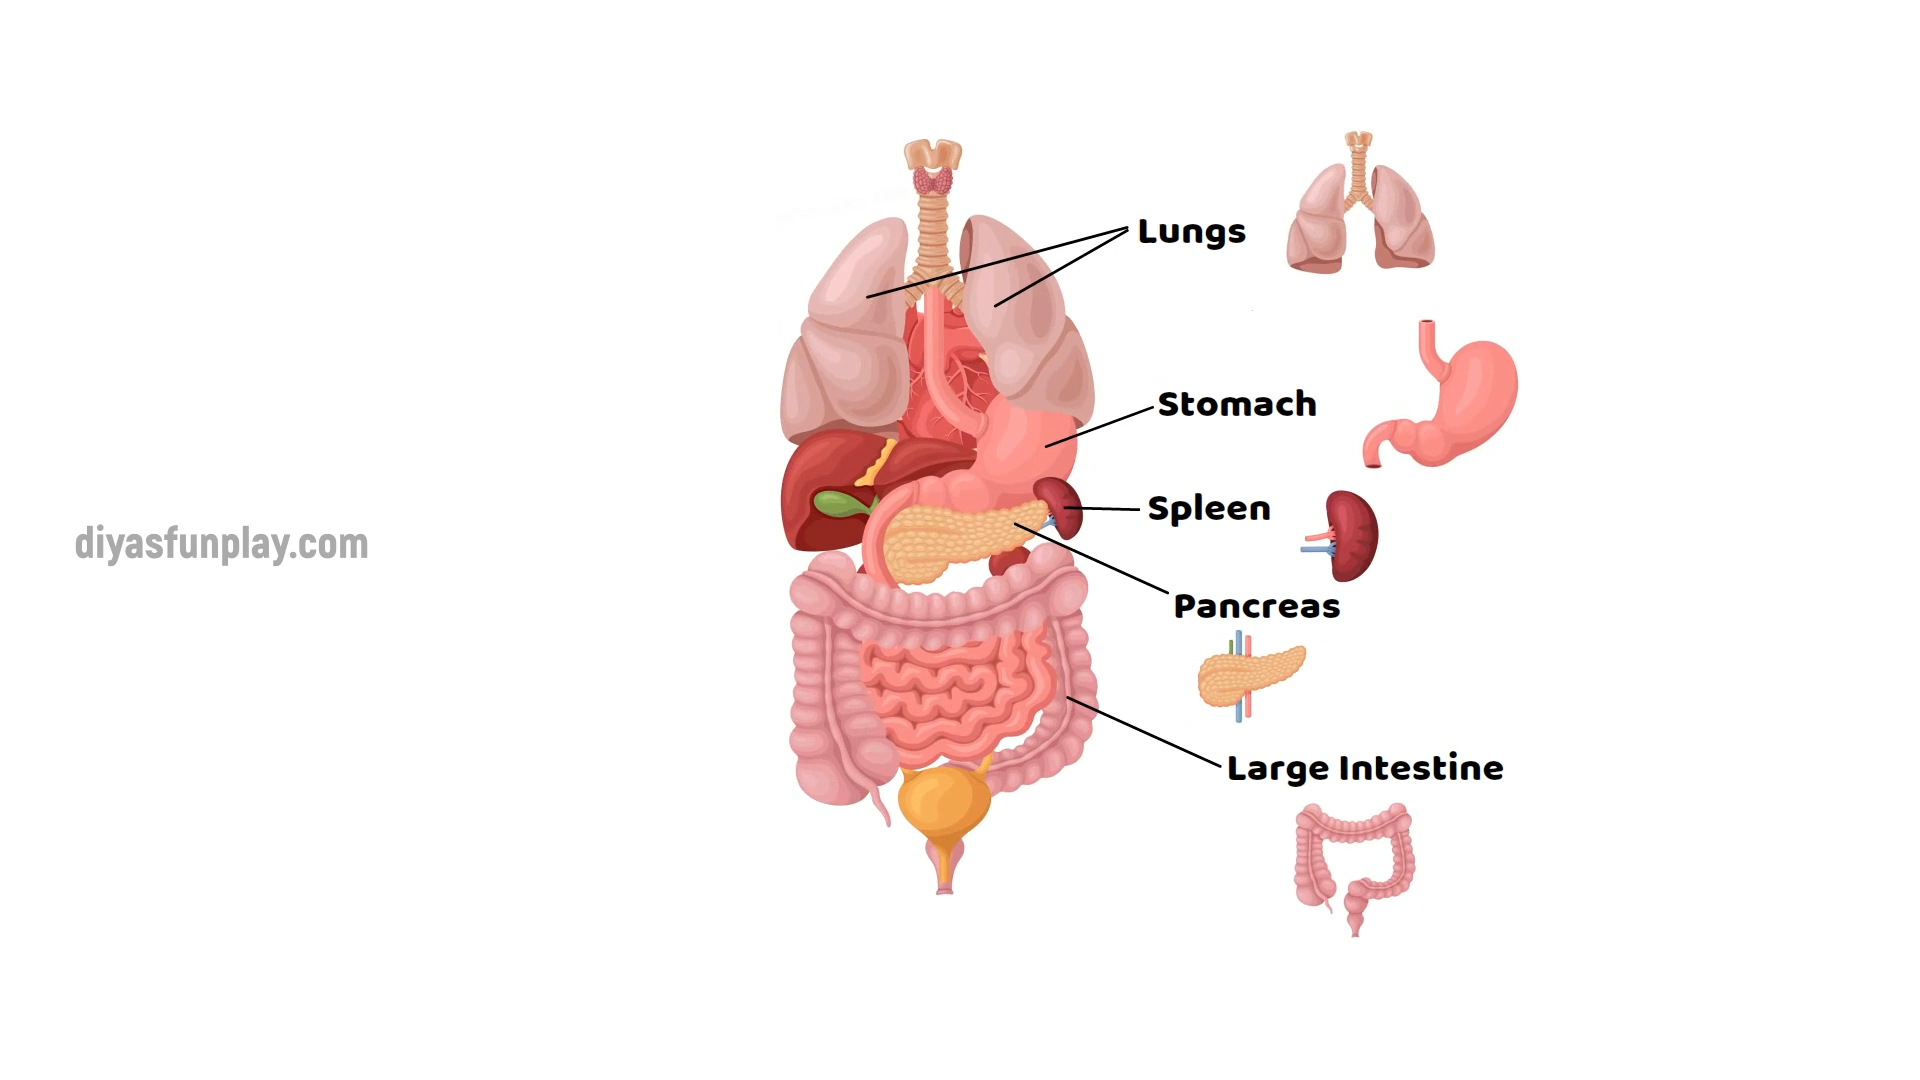 Lungs
Stomach
Spleen
diyasfunplay.com
Pancreas
Large Intestine